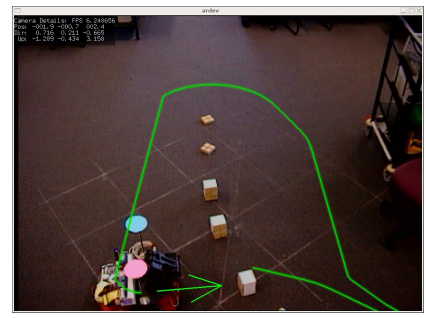 ardev
Camera Details: FPS 6.248656
Pos: -001.9 -000.7 002.4
Dir: 0.716 0.211 -0.665
Up: -1.289 -0.434 3.158